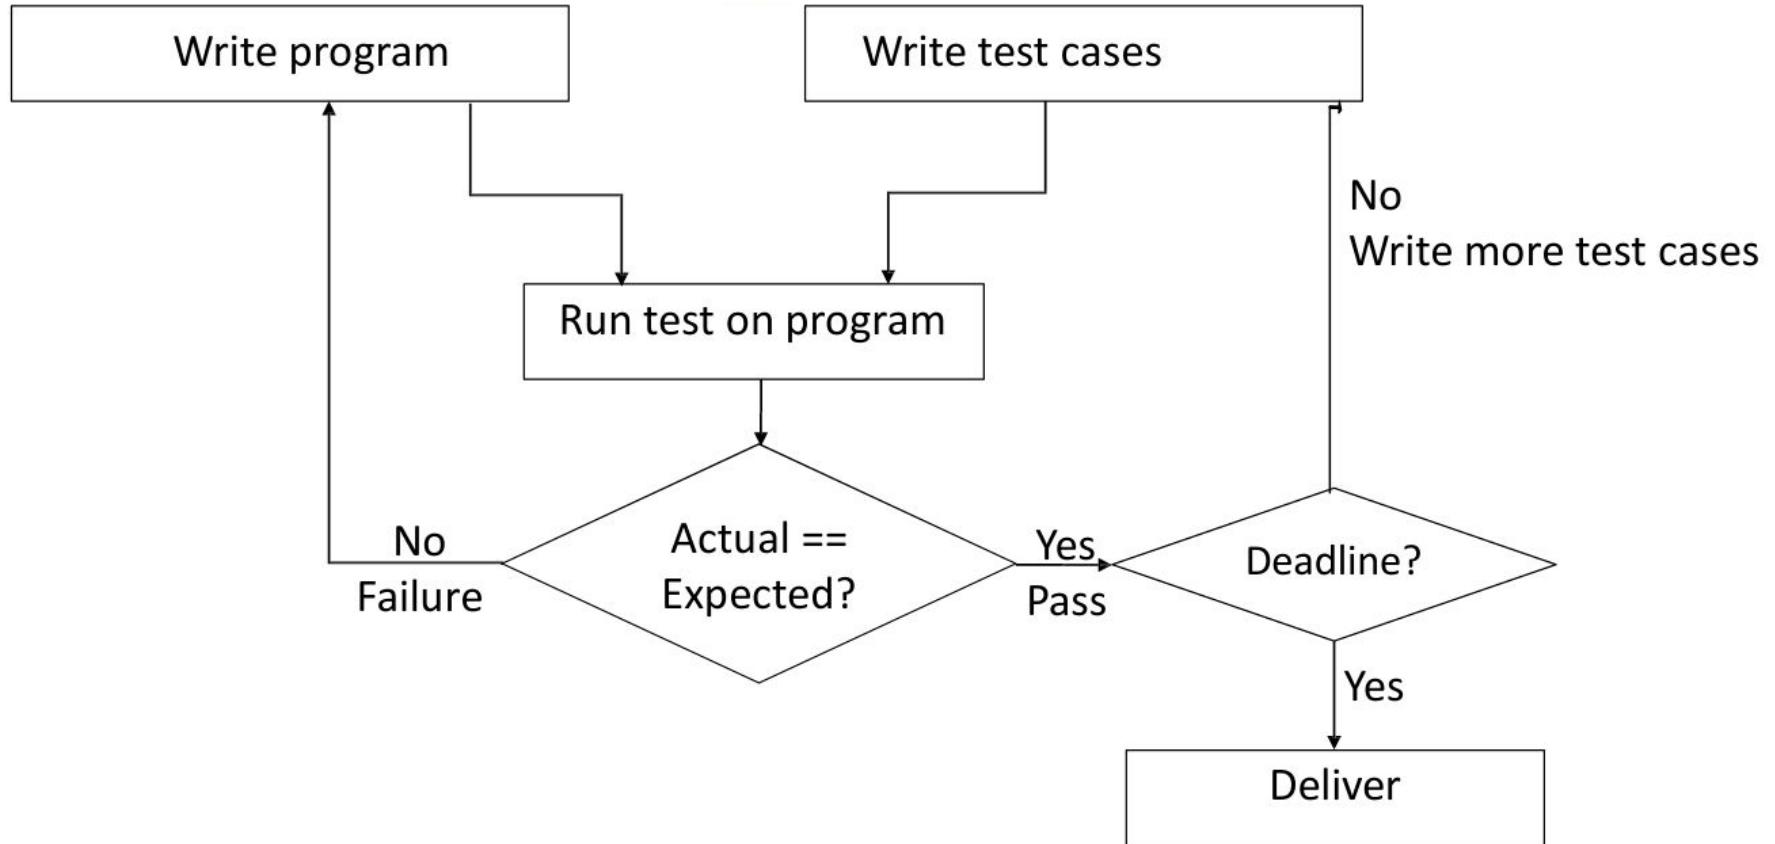 Write program
Write test cases
No
Write more test cases
Run test on program
No
Failure
Actual ==
Expected?
Yes
Pass
Deadline?
Yes
Deliver